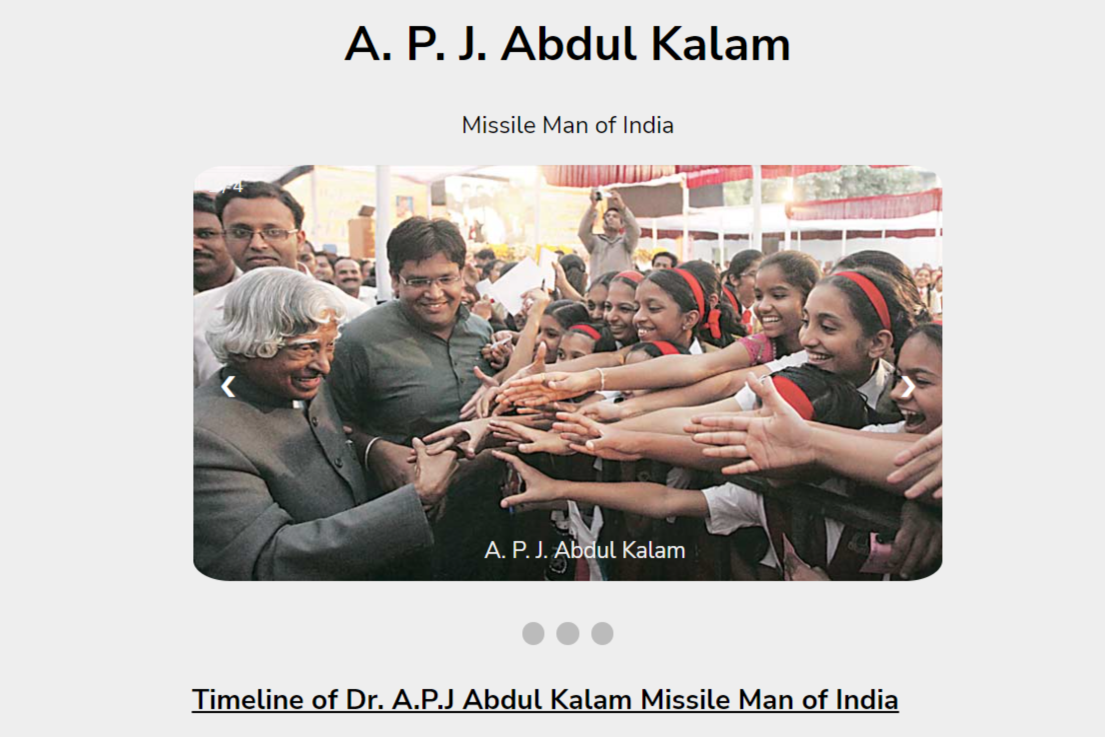 A. P. J. Abdul Kalam
Missile Man of India
A. P. J. Abdul Kalam
Timeline of Dr. A.P.J Abdul Kalam Missile Man of India